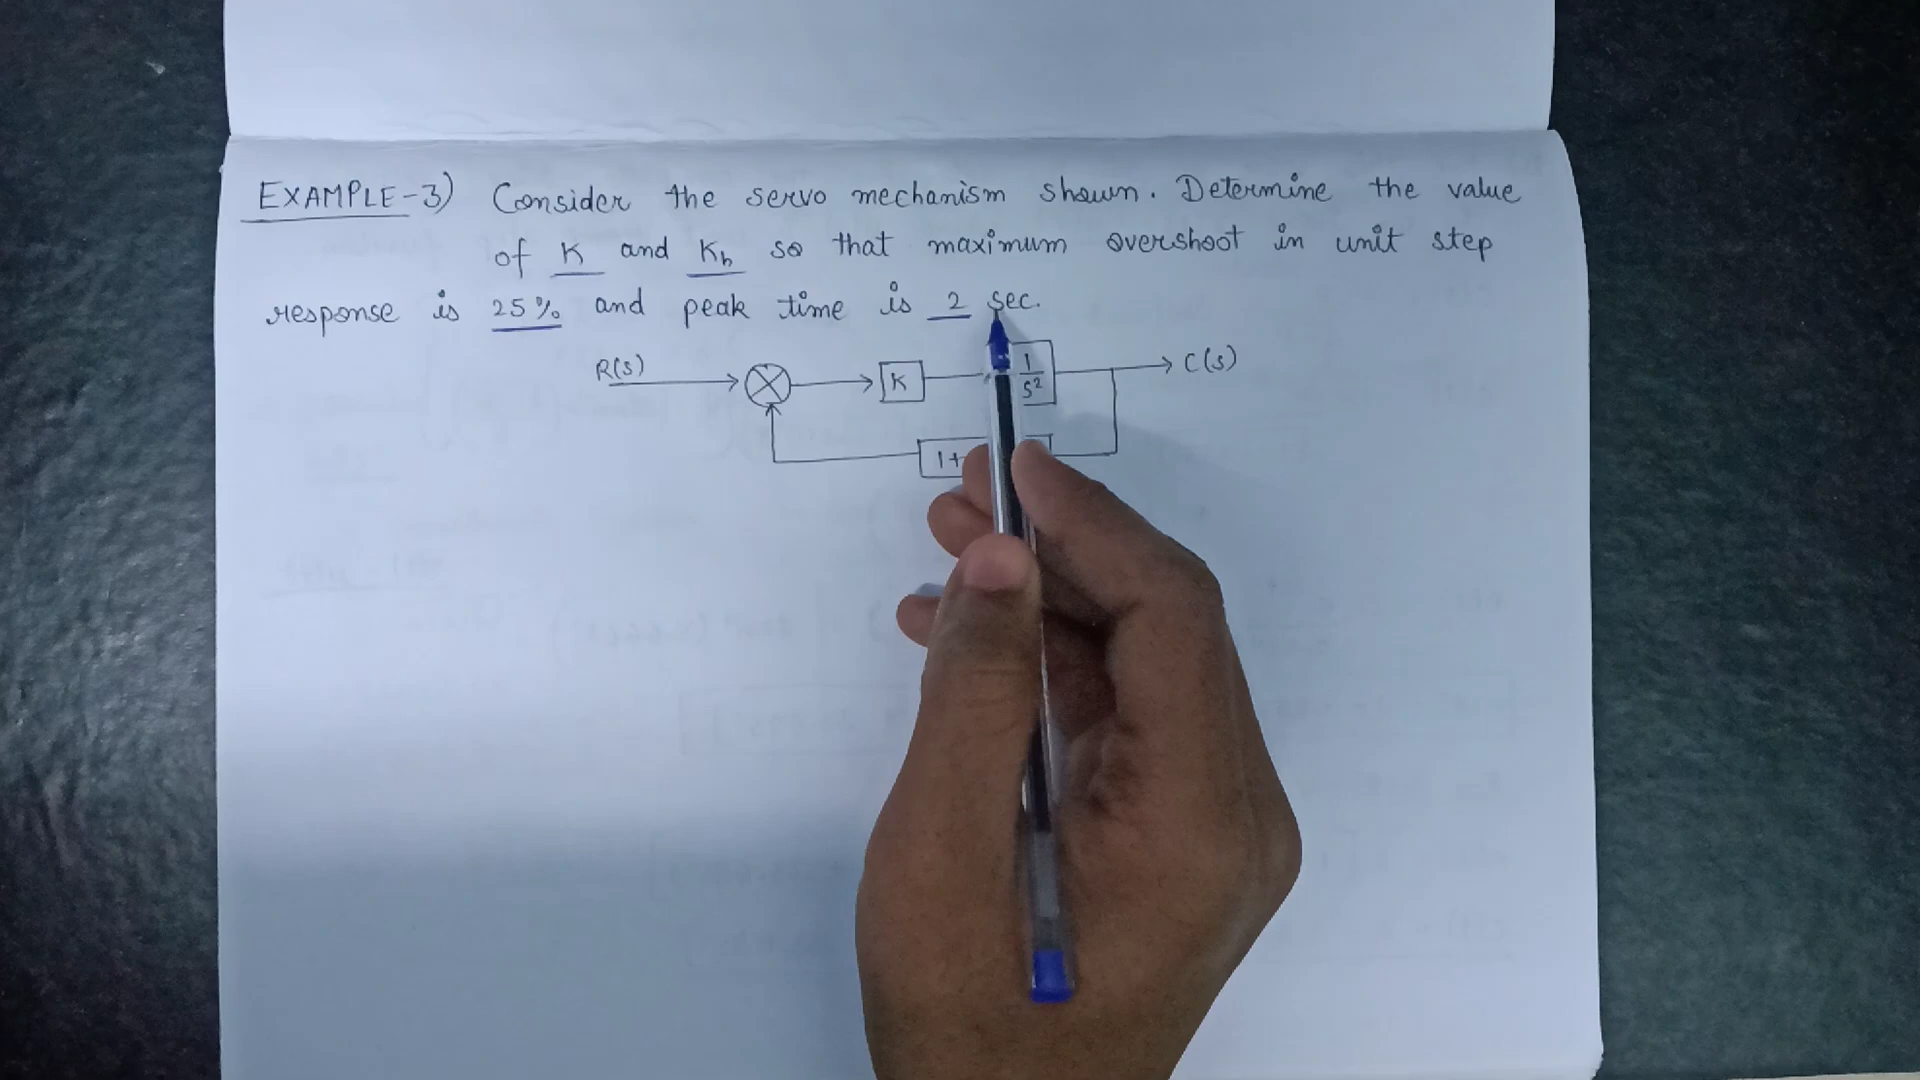 EXAMPLE-3) Consider the servo mechanism shown. Determine the value
of K and Kh so that maximum overshoot in unit step
response is 25% and peak time is 2 sec.
R(s) K 1/s² C(s)
1+